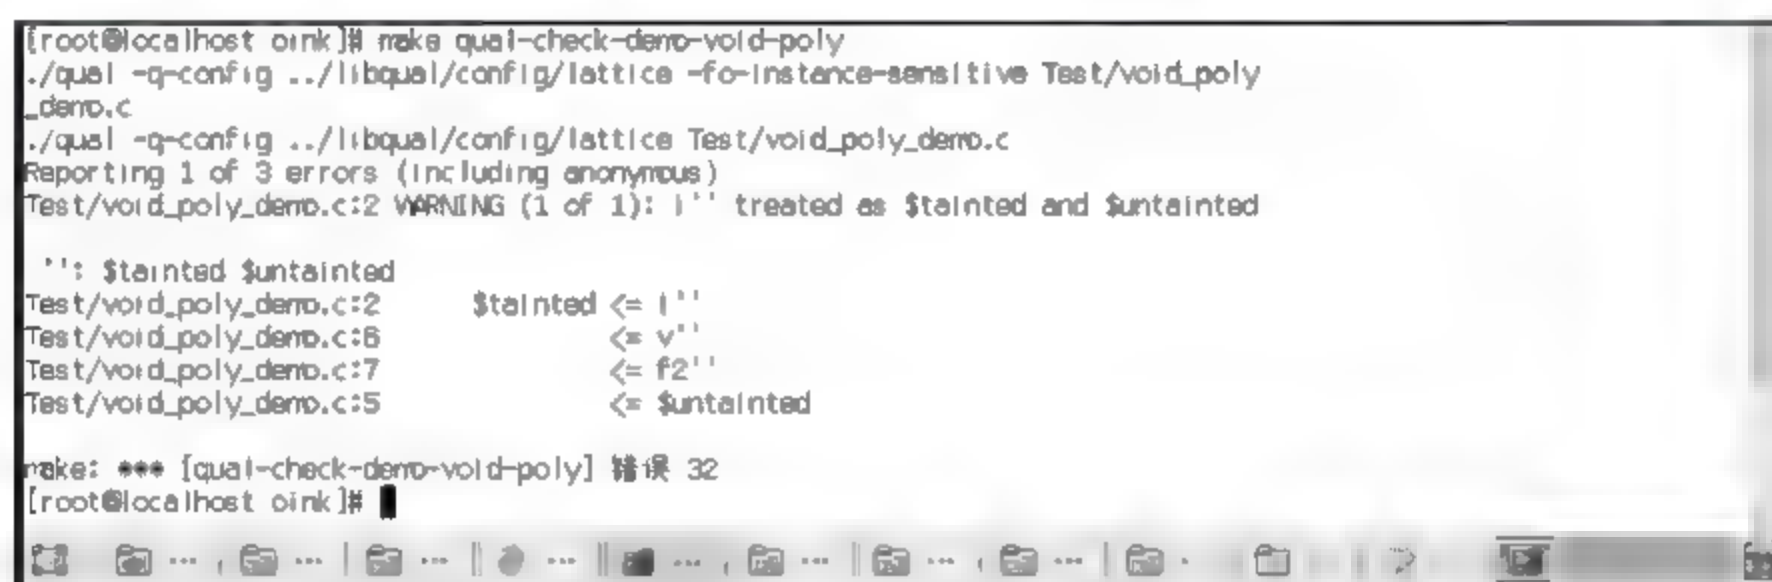 [root@localhost oink]# make qual-check-demo-void-poly
./qual -q-config ../libqual/config/lattice -fo-instance-sensitive Test/void_poly
_demo.c
./qual -q-config ../libqual/config/lattice Test/void_poly_demo.c
Reporting 1 of 3 errors (including anonymous)
Test/void_poly_demo.c:2 WARNING (1 of 1): i'' treated as $tainted and $untainted
'': $tainted $untainted
Test/void_poly_demo.c:2 $tainted <= i''
Test/void_poly_demo.c:6 <= v''
Test/void_poly_demo.c:7 <= f2''
Test/void_poly_demo.c:5 <= $untainted
make: *** [qual-check-demo-void-poly] 错误 32
[root@localhost oink]#